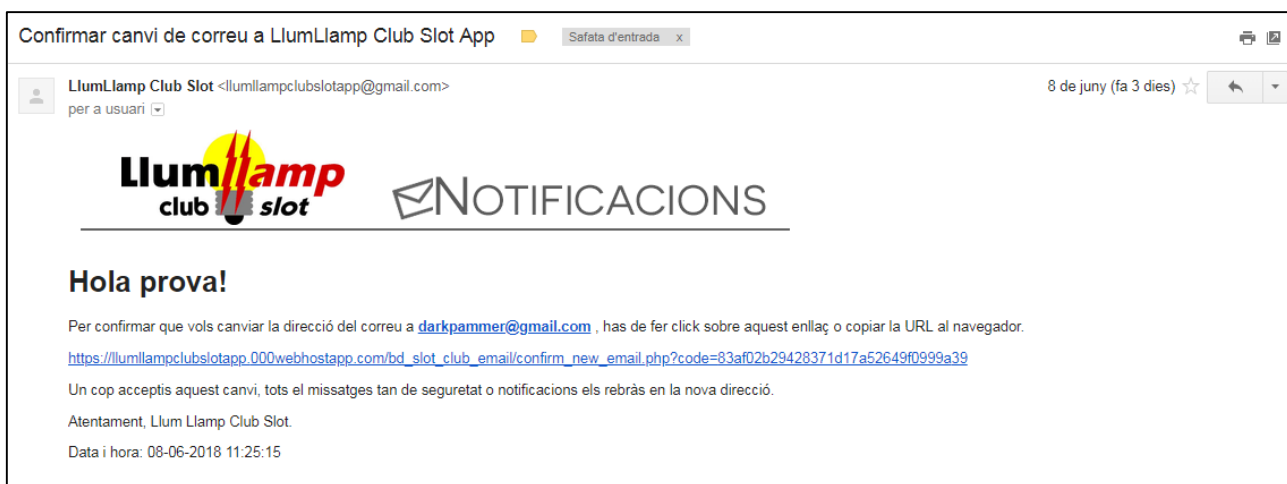 Confirmar canvi de correu a LlumLlamp Club Slot App Safata d'entrada x
LlumLlamp Club Slot <llumllampclubslotapp@gmail.com> 8 de juny (fa 3 dies)
per a usuari
Llumllamp
club slot
NOTIFICACIONS
Hola prova!
Per confirmar que vols canviar la direcció del correu a darkpammer@gmail.com , has de fer click sobre aquest enllaç o copiar la URL al navegador.
https://llumllampclubslotapp.000webhostapp.com/bd_slot_club_email/confirm_new_email.php?code=83af02b29428371d17a52649f0999a39
Un cop acceptis aquest canvi, tots el missatges tan de seguretat o notificacions els rebràs en la nova direcció.
Atentament, Llum Llamp Club Slot.
Data i hora: 08-06-2018 11:25:15